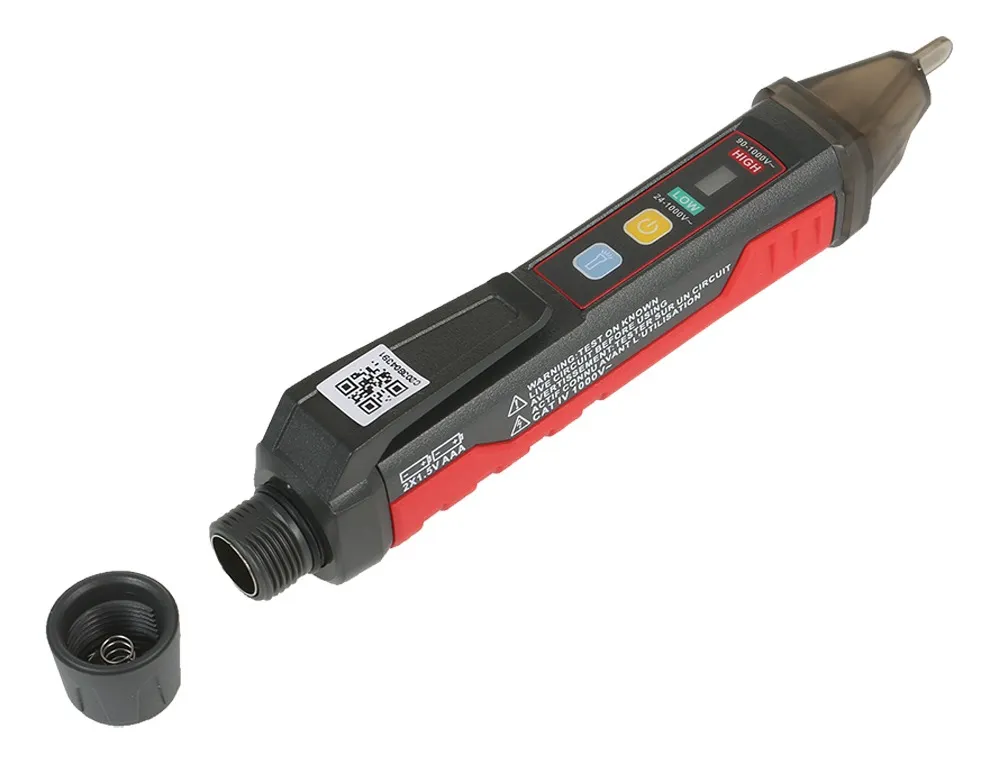 90-1000V~
HIGH
LOW
24-1000V~
WARNING:TEST ON KNOWN
LIVE CIRCUIT BEFORE USING
AVERTISSEMENT:TESTER SUR UN CIRCUIT
ACTIF CONNU AVANT L'UTILISATION
CAT IV 1000V~
C203804391
2X1.5V AAA